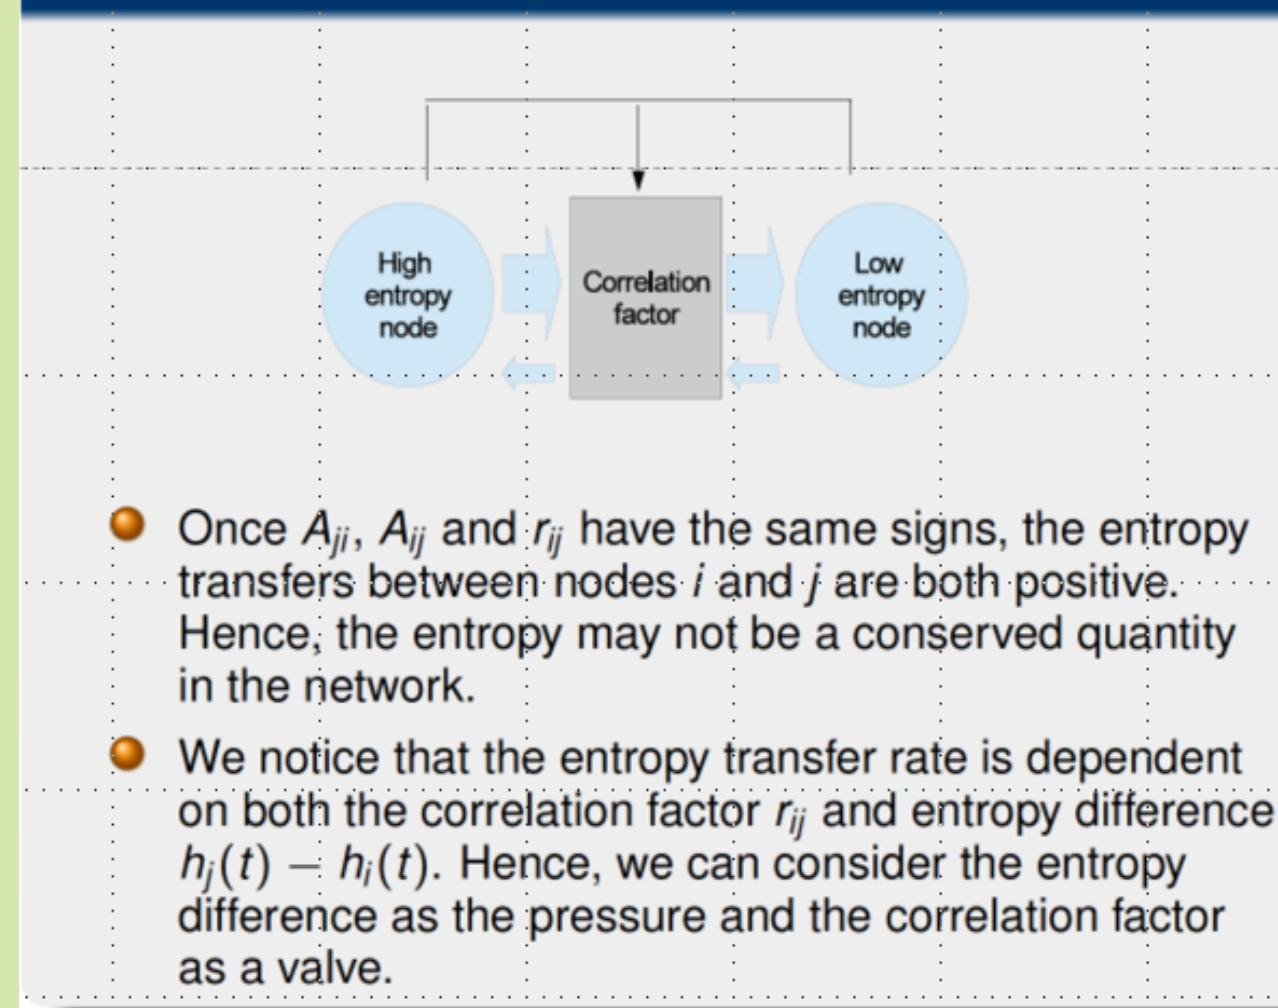 High
entropy
node
Correlation
factor
Low
entropy
node
Once A_ji, A_ij and r_ij have the same signs, the entropy
transfers between nodes i and j are both positive.
Hence, the entropy may not be a conserved quantity
in the network.
We notice that the entropy transfer rate is dependent
on both the correlation factor r_ij and entropy difference
h_j(t) − h_i(t). Hence, we can consider the entropy
difference as the pressure and the correlation factor
as a valve.